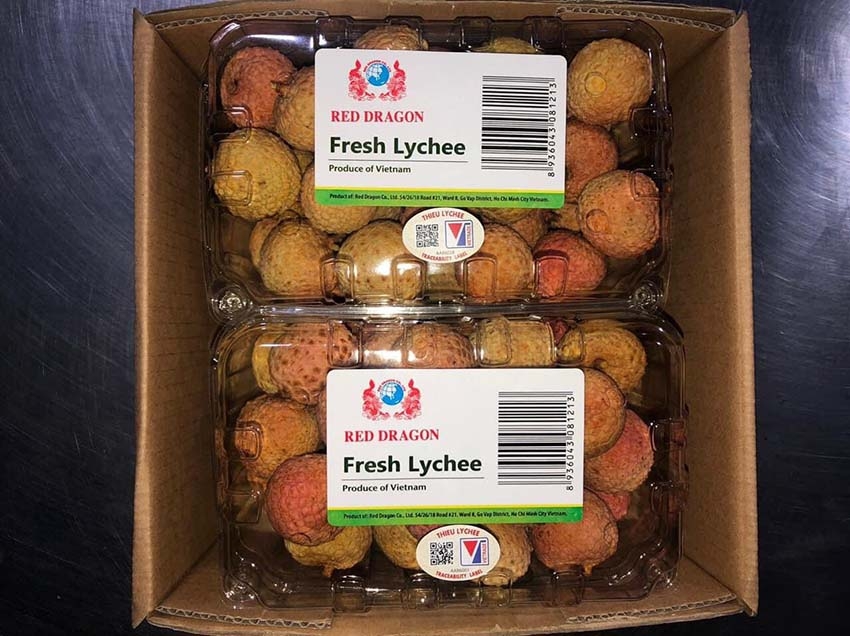 RED DRAGON
Fresh Lychee
Produce of Vietnam
8 936043 081213
Product of: Red Dragon Co., Ltd. 54/26/18 Road #21, Ward 8, Go Vap District, Ho Chi Minh City Vietnam.
THIEU LYCHEE
VIETNAM
TRACEABILITY LABEL
RED DRAGON
Fresh Lychee
Produce of Vietnam
8 936043 081213
Product of: Red Dragon Co., Ltd. 54/26/18 Road #21, Ward 8, Go Vap District, Ho Chi Minh City Vietnam.
THIEU LYCHEE
VIETNAM
TRACEABILITY LABEL